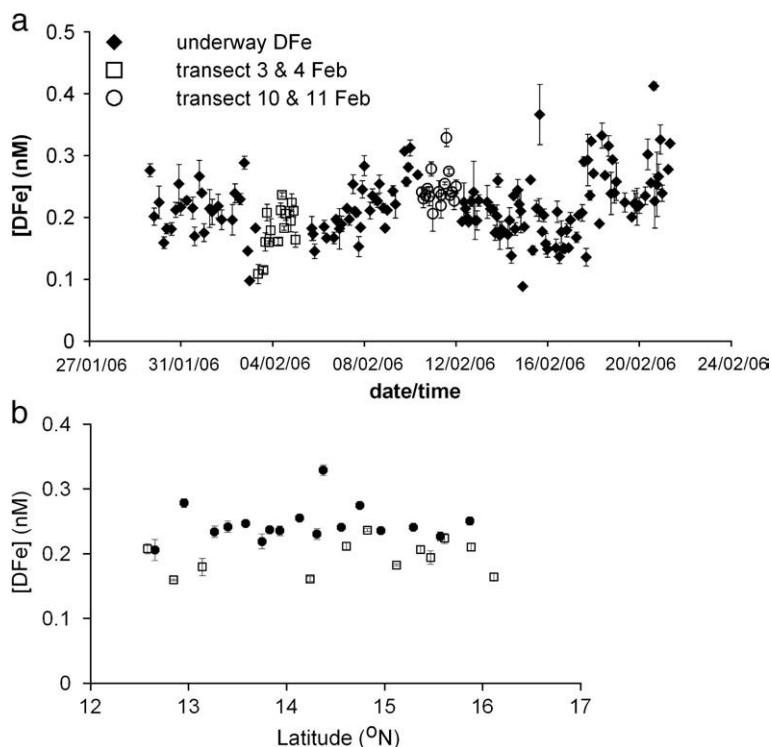 a
0.5
0.4
0.3
0.2
0.1
0
[DFe] (nM)
underway DFe
transect 3 & 4 Feb
transect 10 & 11 Feb
27/01/06 31/01/06 04/02/06 08/02/06 12/02/06 16/02/06 20/02/06 24/02/06
date/time
b
0.4
0.3
0.2
0.1
0
[DFe] (nM)
12 13 14 15 16 17
Latitude (ºN)